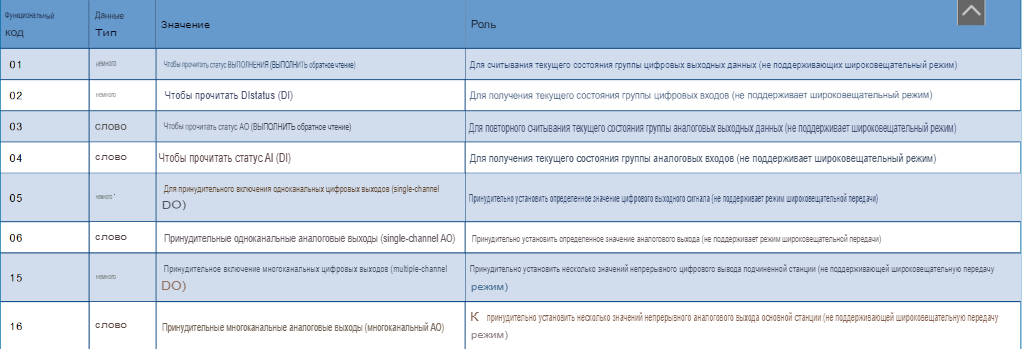 Функциональный код
Данные Тип
Значение
Роль
01
немного
Чтобы прочитать статус ВЫПОЛНЕНИЯ (ВЫПОЛНИТЬ обратное чтение)
Для считывания текущего состояния группы цифровых выходных данных (не поддерживающих широковещательный режим)
02
немного
Чтобы прочитать DIstatus (DI)
Для получения текущего состояния группы цифровых входов (не поддерживает широковещательный режим)
03
слово
Чтобы прочитать статус АО (ВЫПОЛНИТЬ обратное чтение)
Для повторного считывания текущего состояния группы аналоговых выходных данных (не поддерживает широковещательный режим)
04
слово
Чтобы прочитать статус AI (DI)
Для получения текущего состояния группы аналоговых входов (не поддерживает широковещательный режим)
05
немного
Для принудительного включения одноканальных цифровых выходов (single-channel
DO)
Принудительно установить определенное значение цифрового выходного сигнала (не поддерживает режим широковещательной передачи)
06
слово
Принудительные одноканальные аналоговые выходы (single-channel AO)
Принудительно установить определенное значение аналогового выхода (не поддерживает режим широковещательной передачи)
15
немного
Принудительное включение многоканальных цифровых выходов (multiple-channel
DO)
Принудительно установить несколько значений непрерывного цифрового вывода подчиненной станции (не поддерживающей широковещательную передачу
режим)
16
слово
Принудительные многоканальные аналоговые выходы (многоканальный АО)
К принудительно установить несколько значений непрерывного аналогового выхода основной станции (не поддерживающей широковещательную передачу
режим)